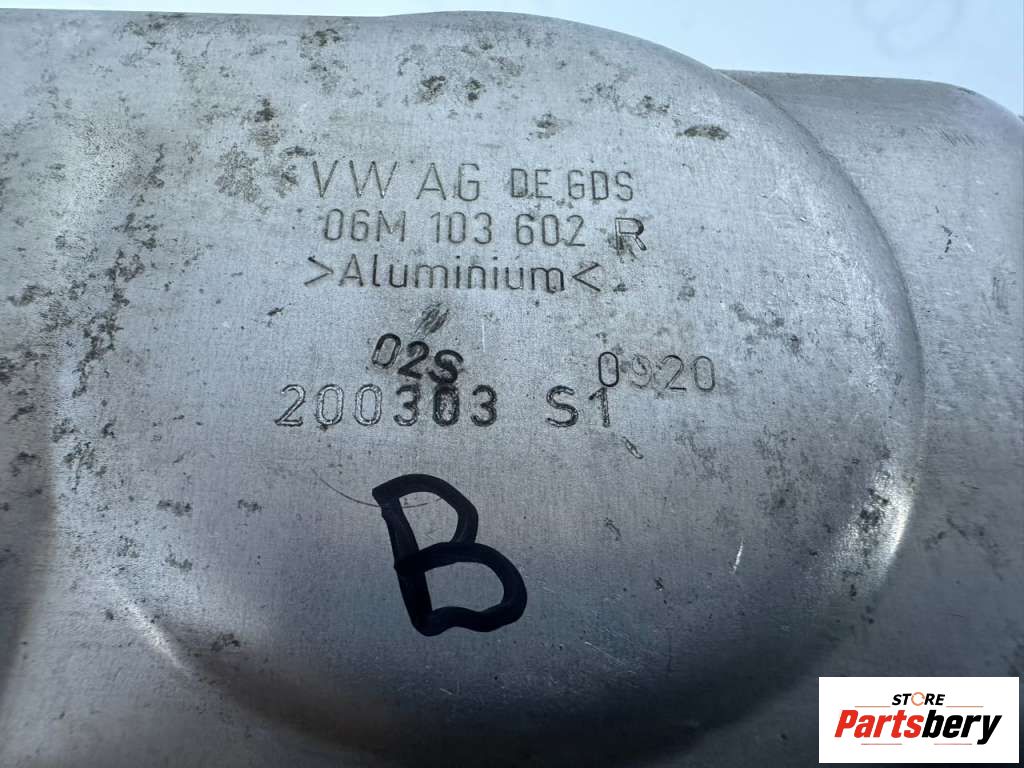 VW AG DE.GDS
06M 103 602 R
>Aluminium<
02S 0920
200303 S1
B
STORE
Partsbery